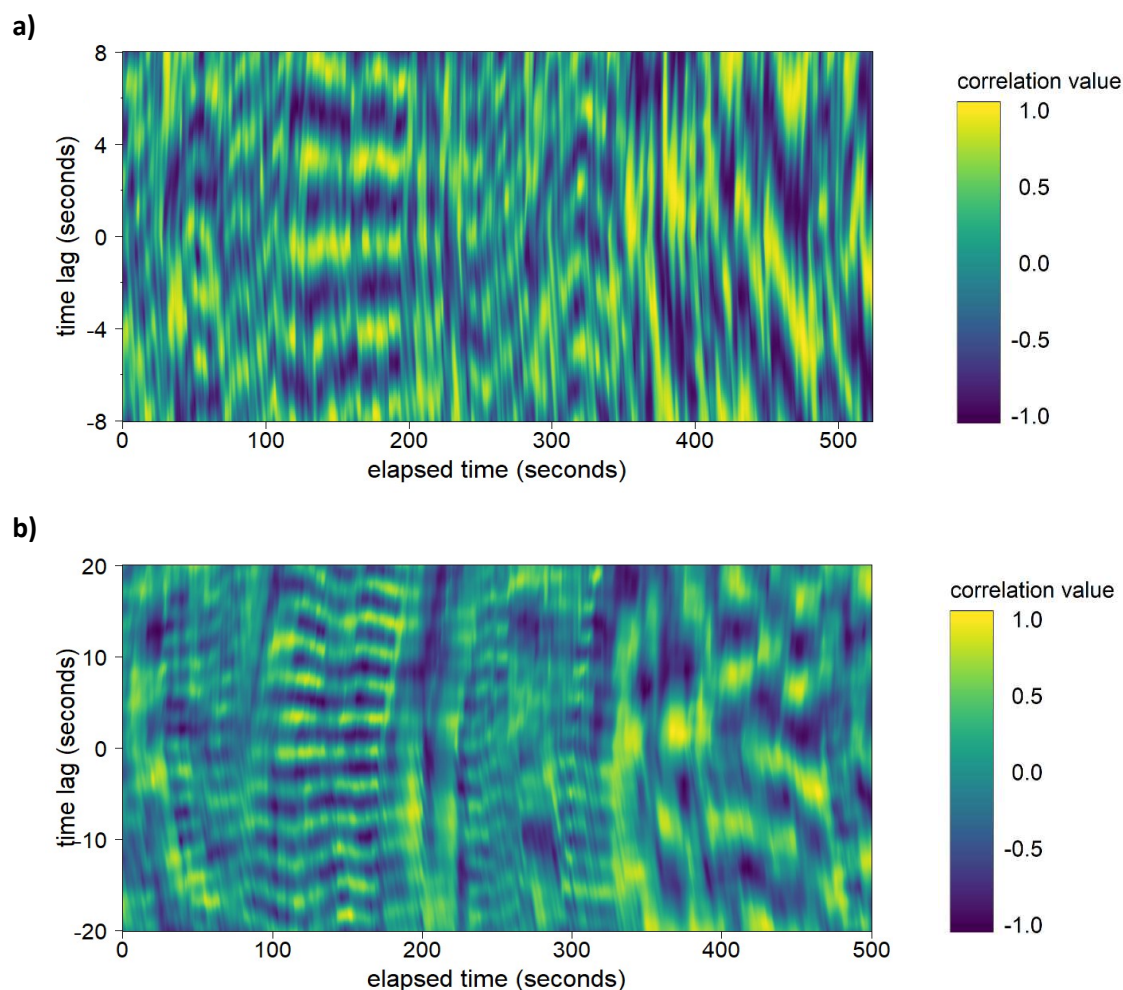 a)
8
4
0
-4
-8
time lag (seconds)
0 100 200 300 400 500
elapsed time (seconds)
correlation value
1.0
0.5
0.0
-0.5
-1.0
b)
20
10
0
-10
-20
time lag (seconds)
0 100 200 300 400 500
elapsed time (seconds)
correlation value
1.0
0.5
0.0
-0.5
-1.0